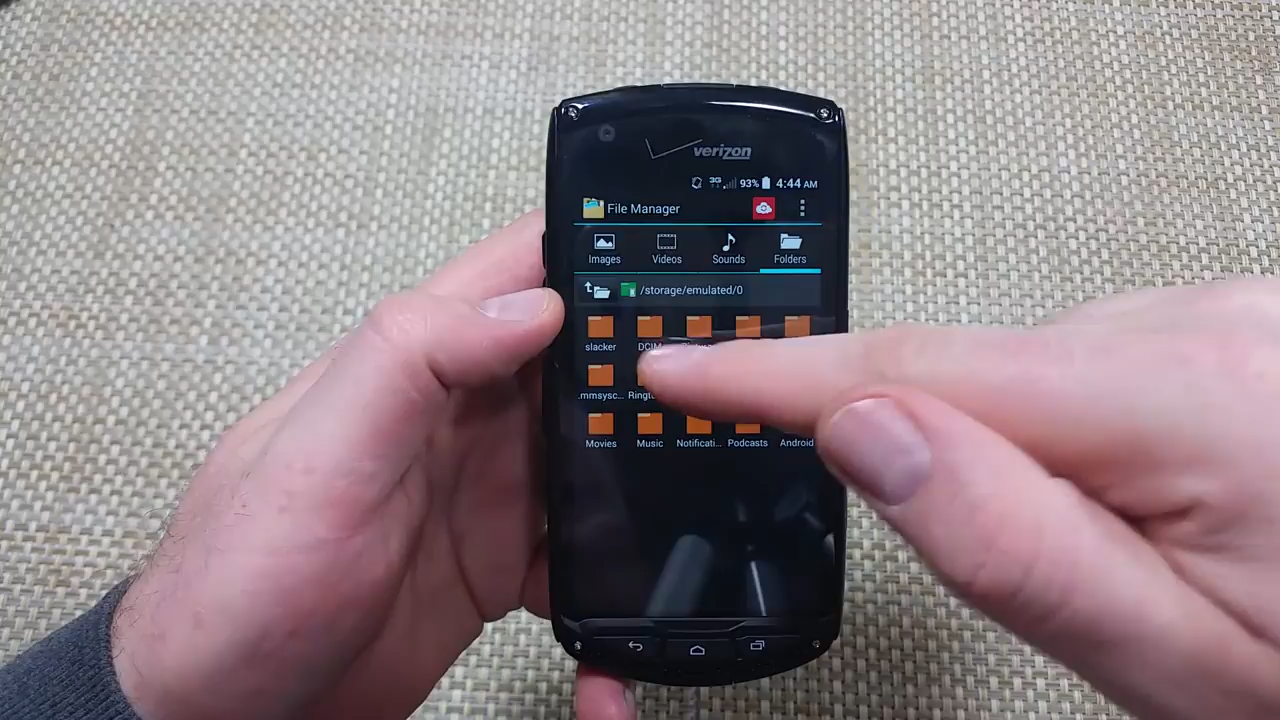 verizon
3G 93% 4:44 AM
File Manager
Images Videos Sounds Folders
/storage/emulated/0
slacker DCIM
.mmsysc...
Movies Music Notificati... Podcasts Android